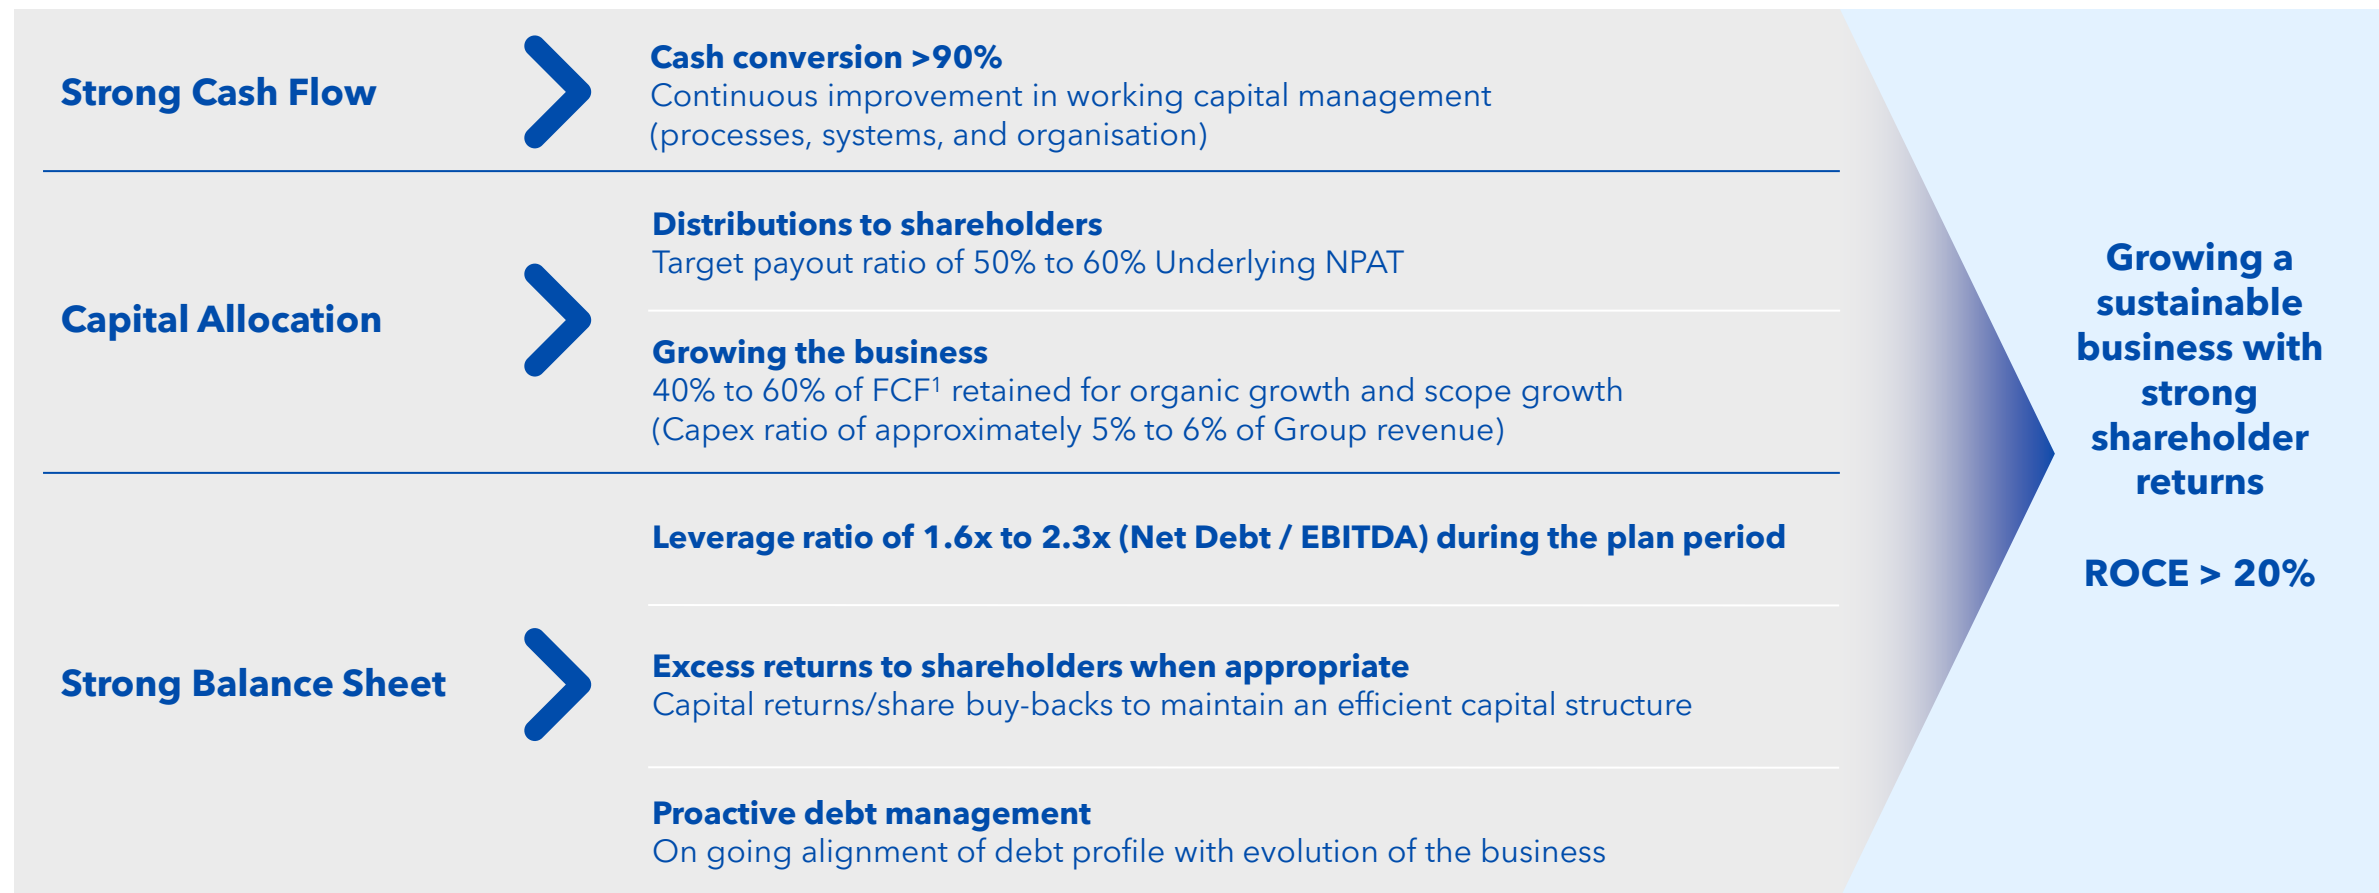 Strong Cash Flow
Cash conversion >90%
Continuous improvement in working capital management
(processes, systems, and organisation)
Capital Allocation
Distributions to shareholders
Target payout ratio of 50% to 60% Underlying NPAT
Growing the business
40% to 60% of FCF¹ retained for organic growth and scope growth
(Capex ratio of approximately 5% to 6% of Group revenue)
Strong Balance Sheet
Leverage ratio of 1.6x to 2.3x (Net Debt / EBITDA) during the plan period
Excess returns to shareholders when appropriate
Capital returns/share buy-backs to maintain an efficient capital structure
Proactive debt management
On going alignment of debt profile with evolution of the business
Growing a
sustainable
business with
strong
shareholder
returns
ROCE > 20%